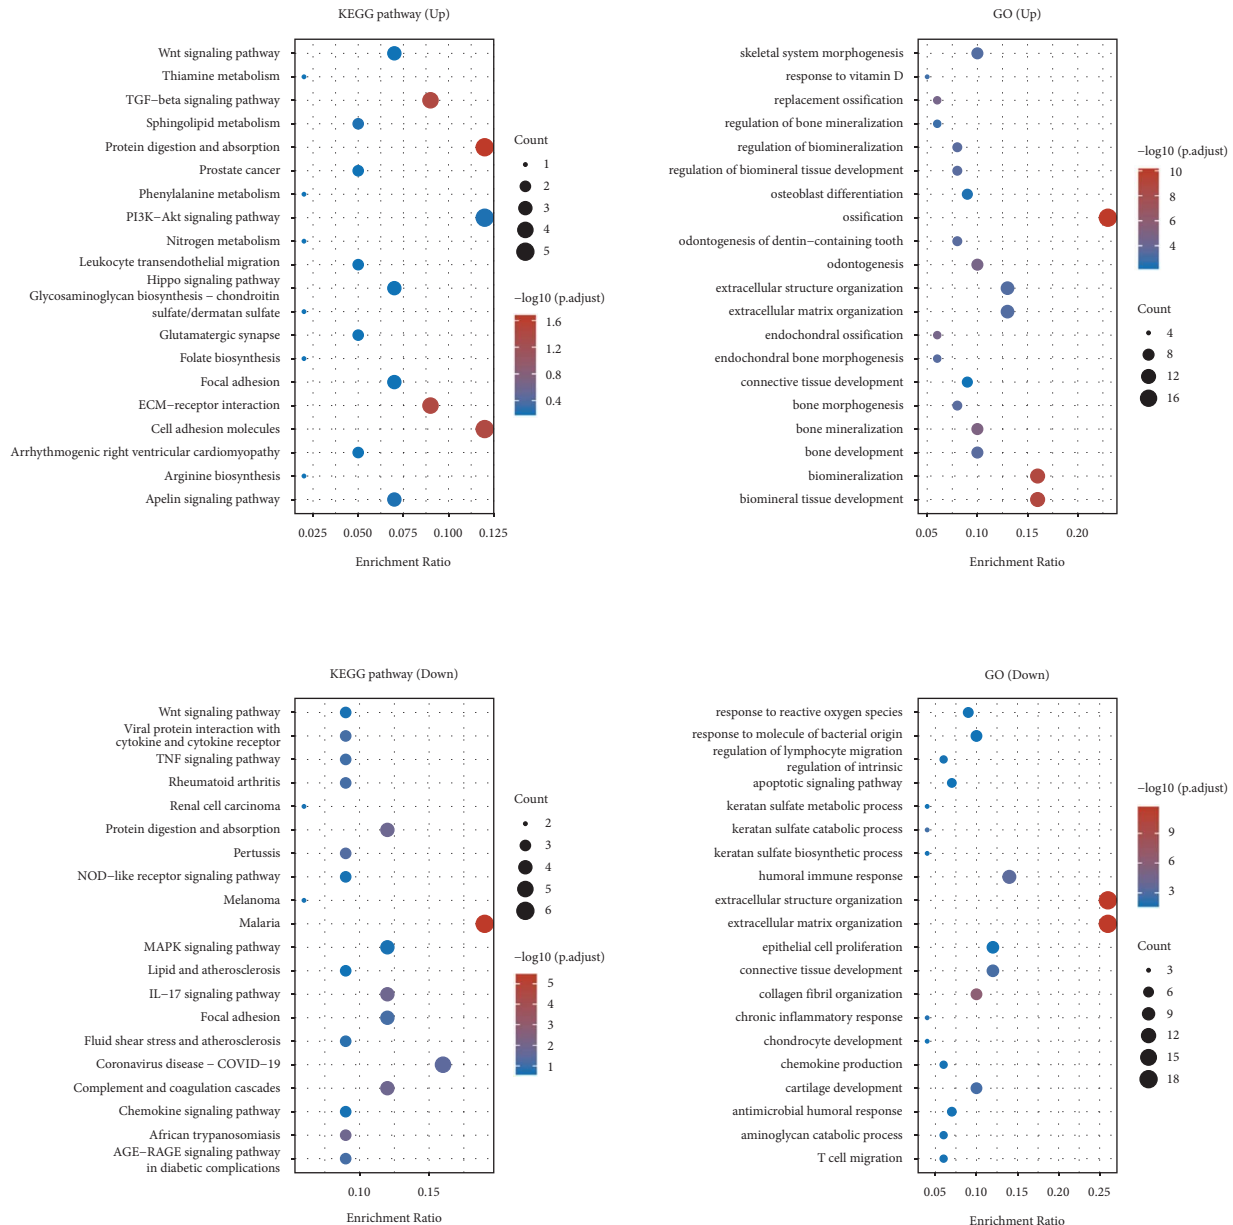 KEGG pathway (Up)
Wnt signaling pathway
Thiamine metabolism
TGF−beta signaling pathway
Sphingolipid metabolism
Protein digestion and absorption
Prostate cancer
Phenylalanine metabolism
PI3K−Akt signaling pathway
Nitrogen metabolism
Leukocyte transendothelial migration
Hippo signaling pathway
Glycosaminoglycan biosynthesis − chondroitin
sulfate/dermatan sulfate
Glutamatergic synapse
Folate biosynthesis
Focal adhesion
ECM−receptor interaction
Cell adhesion molecules
Arrhythmogenic right ventricular cardiomyopathy
Arginine biosynthesis
Apelin signaling pathway
0.025 0.050 0.075 0.100 0.125
Enrichment Ratio
Count
1
2
3
4
5
−log10 (p.adjust)
1.6
1.2
0.8
0.4
GO (Up)
skeletal system morphogenesis
response to vitamin D
replacement ossification
regulation of bone mineralization
regulation of biomineralization
regulation of biomineral tissue development
osteoblast differentiation
ossification
odontogenesis of dentin−containing tooth
odontogenesis
extracellular structure organization
extracellular matrix organization
endochondral ossification
endochondral bone morphogenesis
connective tissue development
bone morphogenesis
bone mineralization
bone development
biomineralization
biomineral tissue development
0.05 0.10 0.15 0.20
Enrichment Ratio
−log10 (p.adjust)
10
8
6
4
Count
4
8
12
16
KEGG pathway (Down)
Wnt signaling pathway
Viral protein interaction with
cytokine and cytokine receptor
TNF signaling pathway
Rheumatoid arthritis
Renal cell carcinoma
Protein digestion and absorption
Pertussis
NOD−like receptor signaling pathway
Melanoma
Malaria
MAPK signaling pathway
Lipid and atherosclerosis
IL−17 signaling pathway
Focal adhesion
Fluid shear stress and atherosclerosis
Coronavirus disease − COVID−19
Complement and coagulation cascades
Chemokine signaling pathway
African trypanosomiasis
AGE−RAGE signaling pathway
in diabetic complications
0.10 0.15
Enrichment Ratio
Count
2
3
4
5
6
−log10 (p.adjust)
5
4
3
2
1
GO (Down)
response to reactive oxygen species
response to molecule of bacterial origin
regulation of lymphocyte migration
regulation of intrinsic
apoptotic signaling pathway
keratan sulfate metabolic process
keratan sulfate catabolic process
keratan sulfate biosynthetic process
humoral immune response
extracellular structure organization
extracellular matrix organization
epithelial cell proliferation
connective tissue development
collagen fibril organization
chronic inflammatory response
chondrocyte development
chemokine production
cartilage development
antimicrobial humoral response
aminoglycan catabolic process
T cell migration
0.05 0.10 0.15 0.20 0.25
Enrichment Ratio
−log10 (p.adjust)
9
6
3
Count
3
6
9
12
15
18